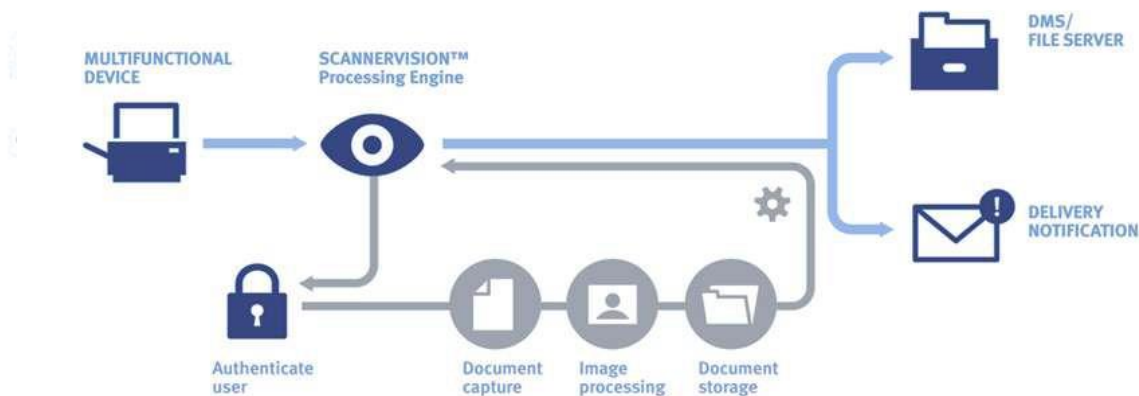 MULTIFUNCTIONAL
DEVICE
SCANNERVISION™
Processing Engine
DMS/
FILE SERVER
DELIVERY
NOTIFICATION
Authenticate
user
Document
capture
Image
processing
Document
storage